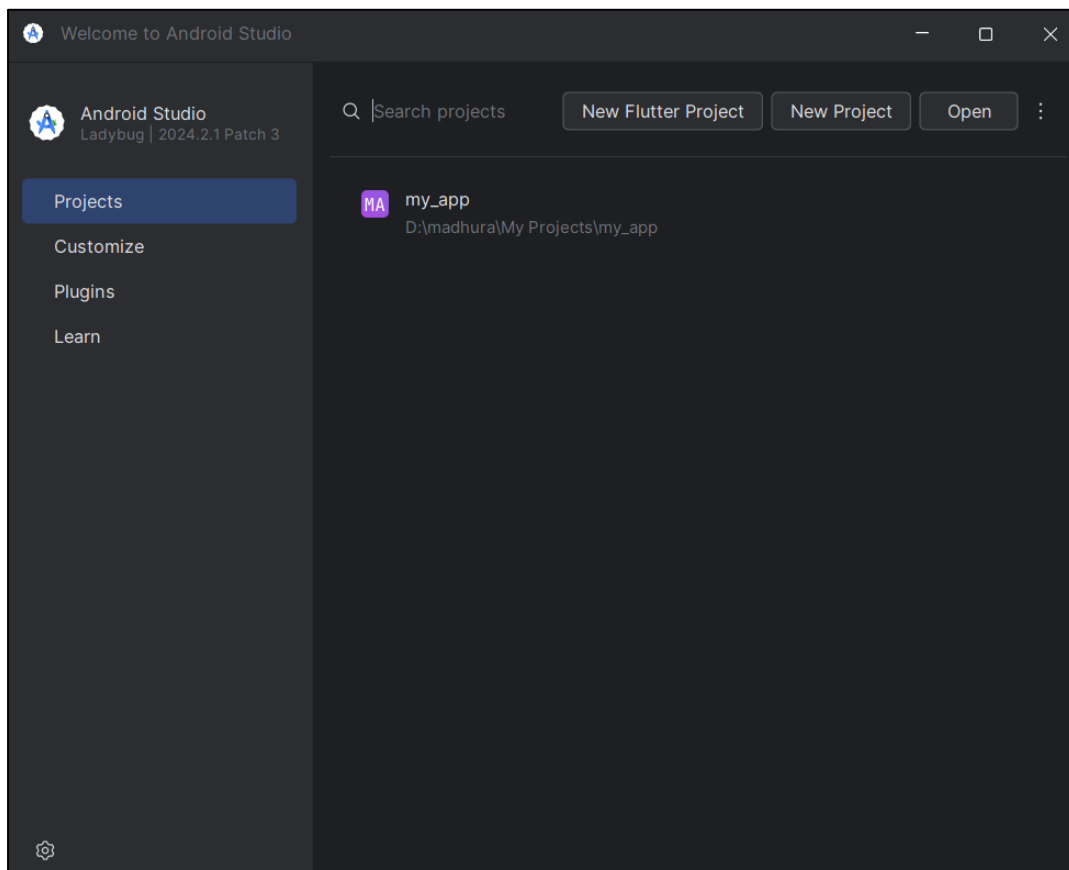 Welcome to Android Studio
Android Studio
Ladybug | 2024.2.1 Patch 3
Projects
Customize
Plugins
Learn
Search projects
New Flutter Project
New Project
Open
MA
my_app
D:\madhura\My Projects\my_app